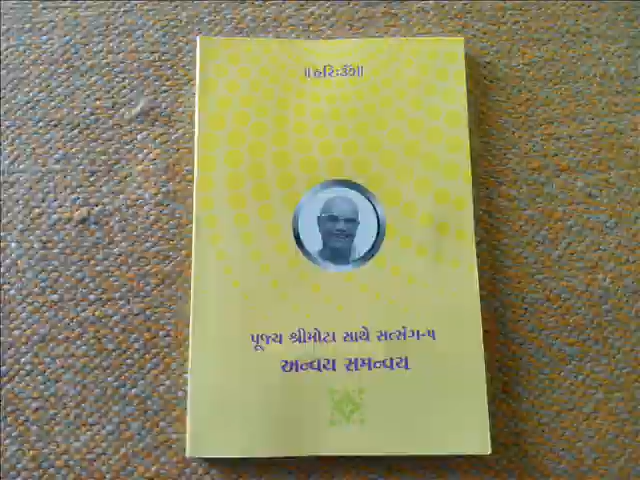 ॥ હરિ:ૐ ॥
પૂજ્ય શ્રીમોટા સાથે સત્સંગ-૫
અન્વય સમન્વય